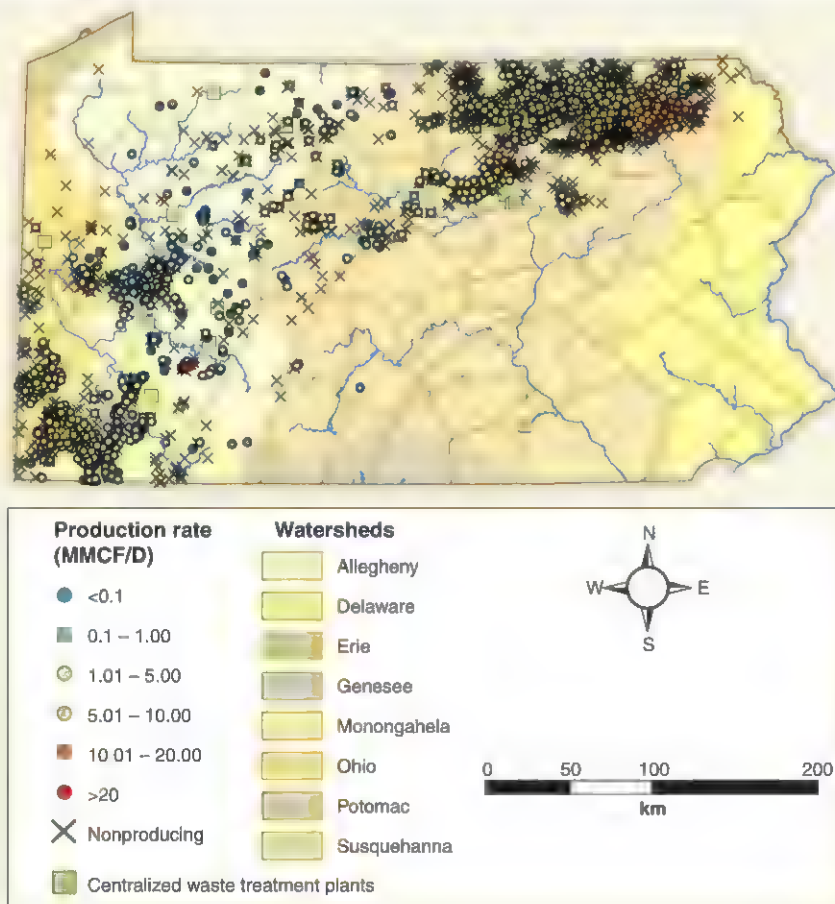 Production rate
(MMCF/D)
<0.1
0.1 – 1.00
1.01 – 5.00
5.01 – 10.00
10 01 – 20.00
>20
Nonproducing
Centralized waste treatment plants
Watersheds
Allegheny
Delaware
Erie
Genesee
Monongahela
Ohio
Potomac
Susquehanna
N
W E
S
0 50 100 200
km